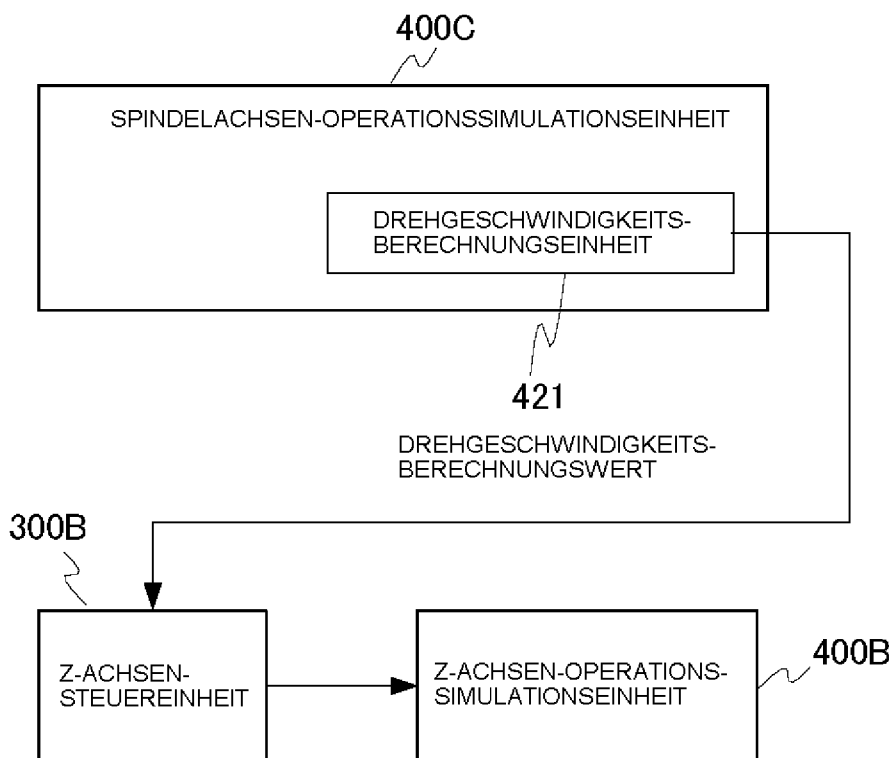 400C
SPINDELACHSEN-OPERATIONSSIMULATIONSEINHEIT
DREHGESCHWINDIGKEITS-
BERECHNUNGSEINHEIT
421
DREHGESCHWINDIGKEITS-
BERECHNUNGSWERT
300B
Z-ACHSEN-
STEUEREINHEIT
Z-ACHSEN-OPERATIONS-
SIMULATIONSEINHEIT
400B